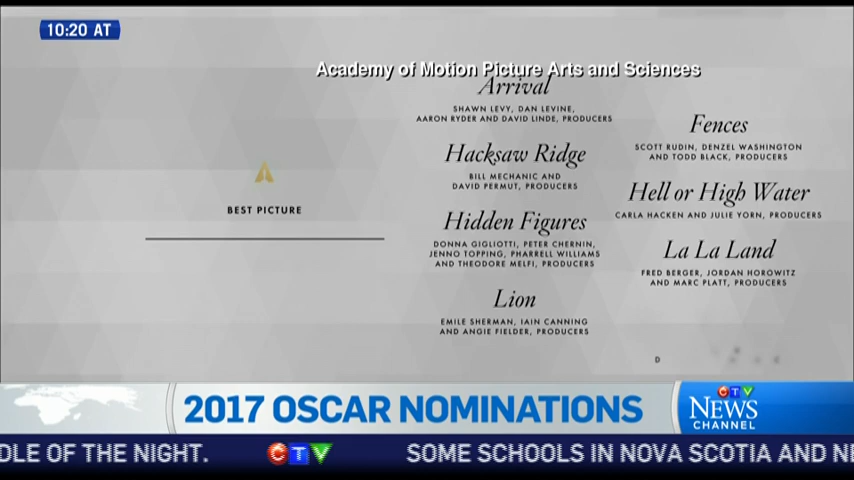 10:20 AT
Academy of Motion Picture Arts and Sciences
BEST PICTURE
Arrival
SHAWN LEVY, DAN LEVINE,
AARON RYDER AND DAVID LINDE, PRODUCERS
Hacksaw Ridge
BILL MECHANIC AND
DAVID PERMUT, PRODUCERS
Hidden Figures
DONNA GIGLIOTTI, PETER CHERNIN,
JENNO TOPPING, PHARRELL WILLIAMS
AND THEODORE MELFI, PRODUCERS
Lion
EMILE SHERMAN, IAIN CANNING
AND ANGIE FIELDER, PRODUCERS
Fences
SCOTT RUDIN, DENZEL WASHINGTON
AND TODD BLACK, PRODUCERS
Hell or High Water
CARLA HACKEN AND JULIE YORN, PRODUCERS
La La Land
FRED BERGER, JORDAN HOROWITZ
AND MARC PLATT, PRODUCERS
D
2017 OSCAR NOMINATIONS
CTV
NEWS
CHANNEL
DLE OF THE NIGHT. CTV SOME SCHOOLS IN NOVA SCOTIA AND NE